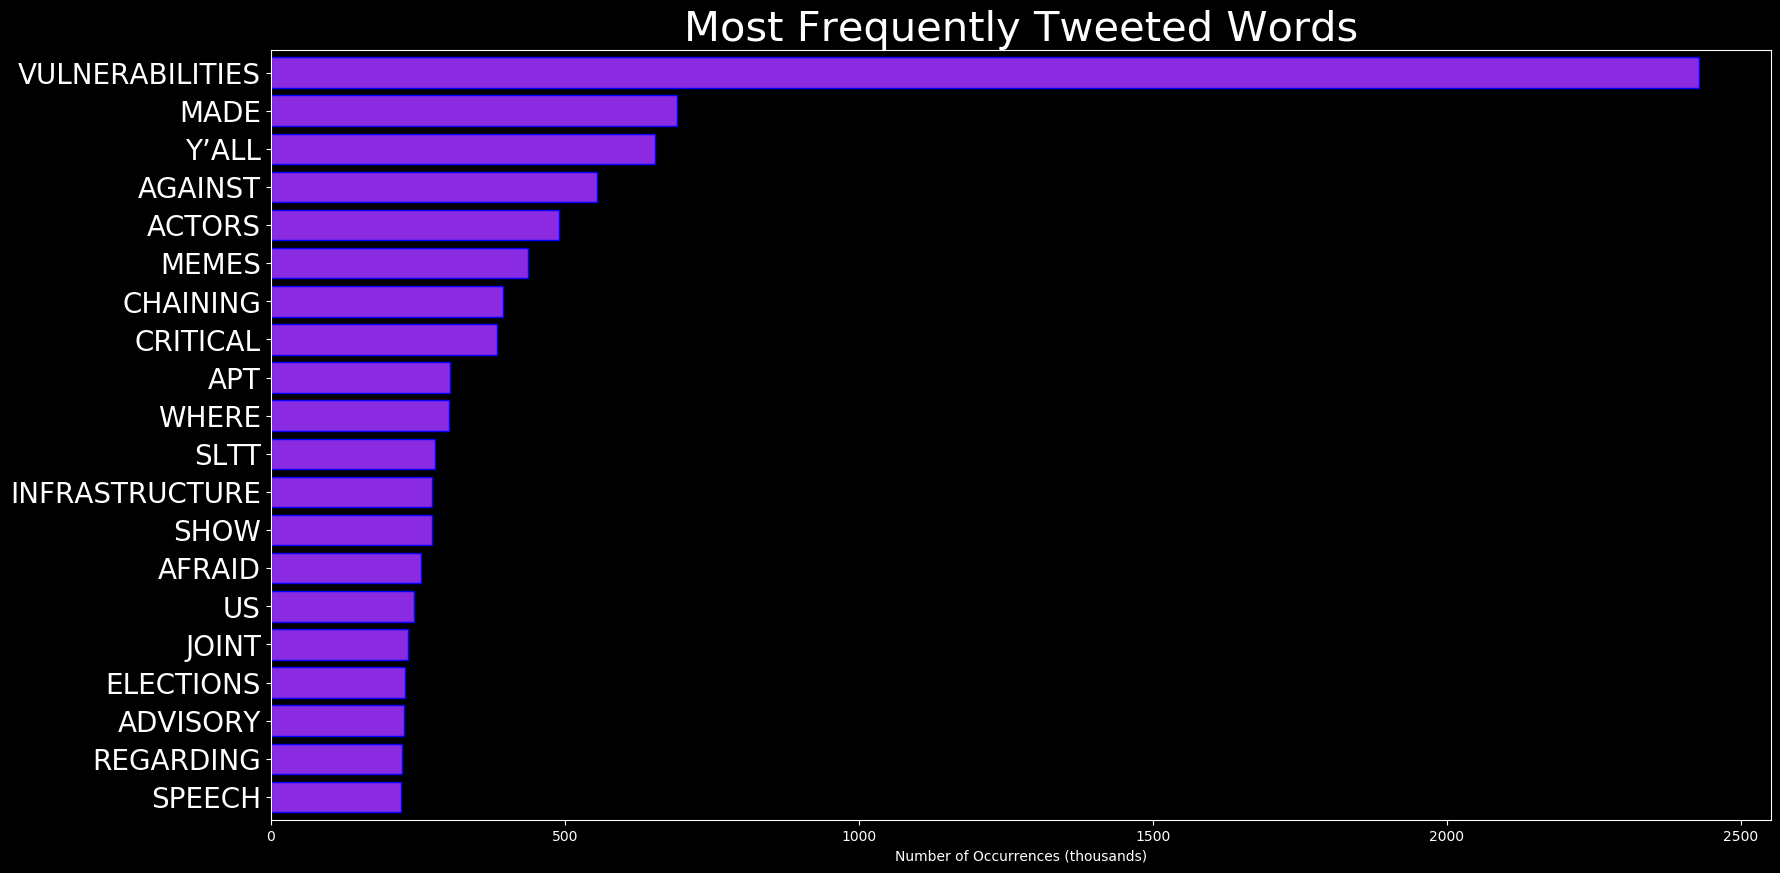 Most Frequently Tweeted Words
VULNERABILITIES
MADE
Y’ALL
AGAINST
ACTORS
MEMES
CHAINING
CRITICAL
APT
WHERE
SLTT
INFRASTRUCTURE
SHOW
AFRAID
US
JOINT
ELECTIONS
ADVISORY
REGARDING
SPEECH
0 500 1000 1500 2000 2500
Number of Occurrences (thousands)